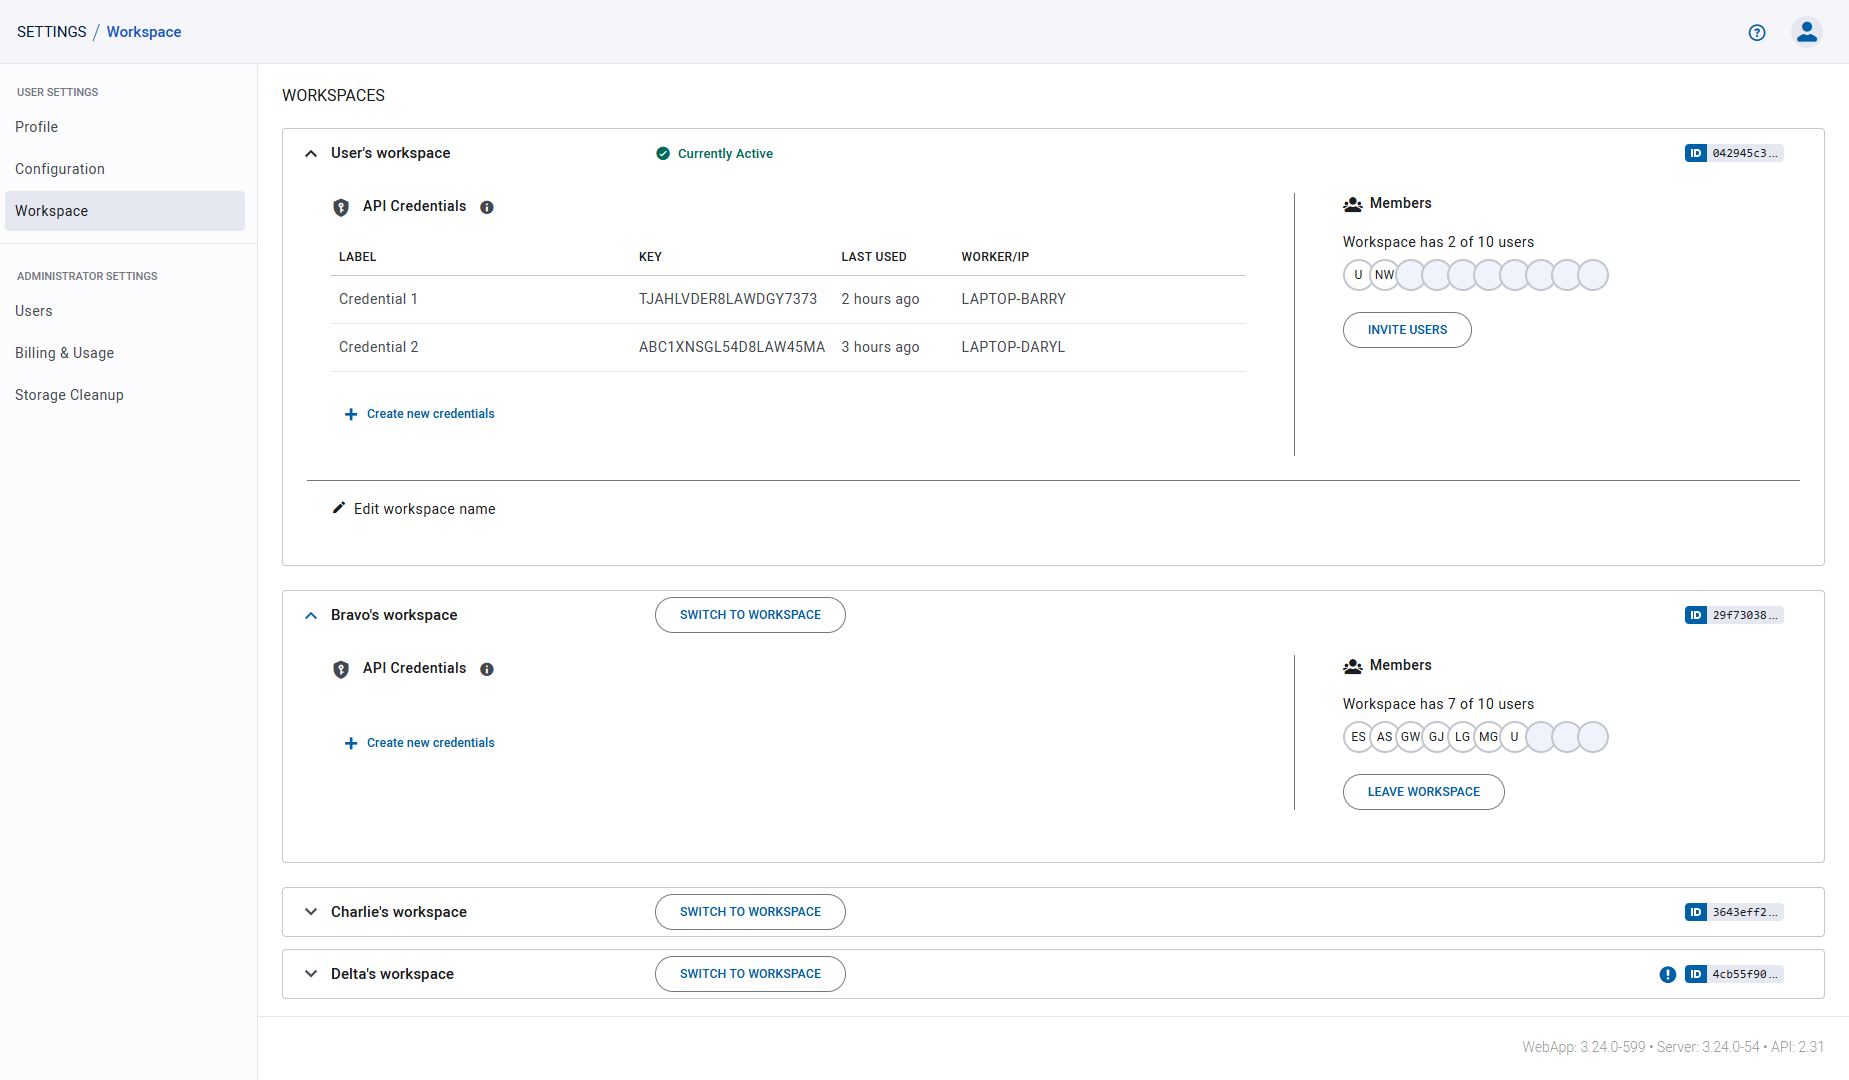 SETTINGS / Workspace
USER SETTINGS
Profile
Configuration
Workspace
ADMINISTRATOR SETTINGS
Users
Billing & Usage
Storage Cleanup
WORKSPACES
User's workspace
Currently Active
ID 042945c3...
API Credentials
LABEL KEY LAST USED WORKER/IP
Credential 1 TJAHLVDER8LAWDGY7373 2 hours ago LAPTOP-BARRY
Credential 2 ABC1XNSGL54D8LAW45MA 3 hours ago LAPTOP-DARYL
+ Create new credentials
Members
Workspace has 2 of 10 users
U NW
INVITE USERS
Edit workspace name
Bravo's workspace
SWITCH TO WORKSPACE
ID 29f73038...
API Credentials
+ Create new credentials
Members
Workspace has 7 of 10 users
ES AS GW GJ LG MG U
LEAVE WORKSPACE
Charlie's workspace
SWITCH TO WORKSPACE
ID 3643eff2...
Delta's workspace
SWITCH TO WORKSPACE
ID 4cb55f90...
WebApp: 3.24.0-599 • Server: 3.24.0-54 • API: 2.31